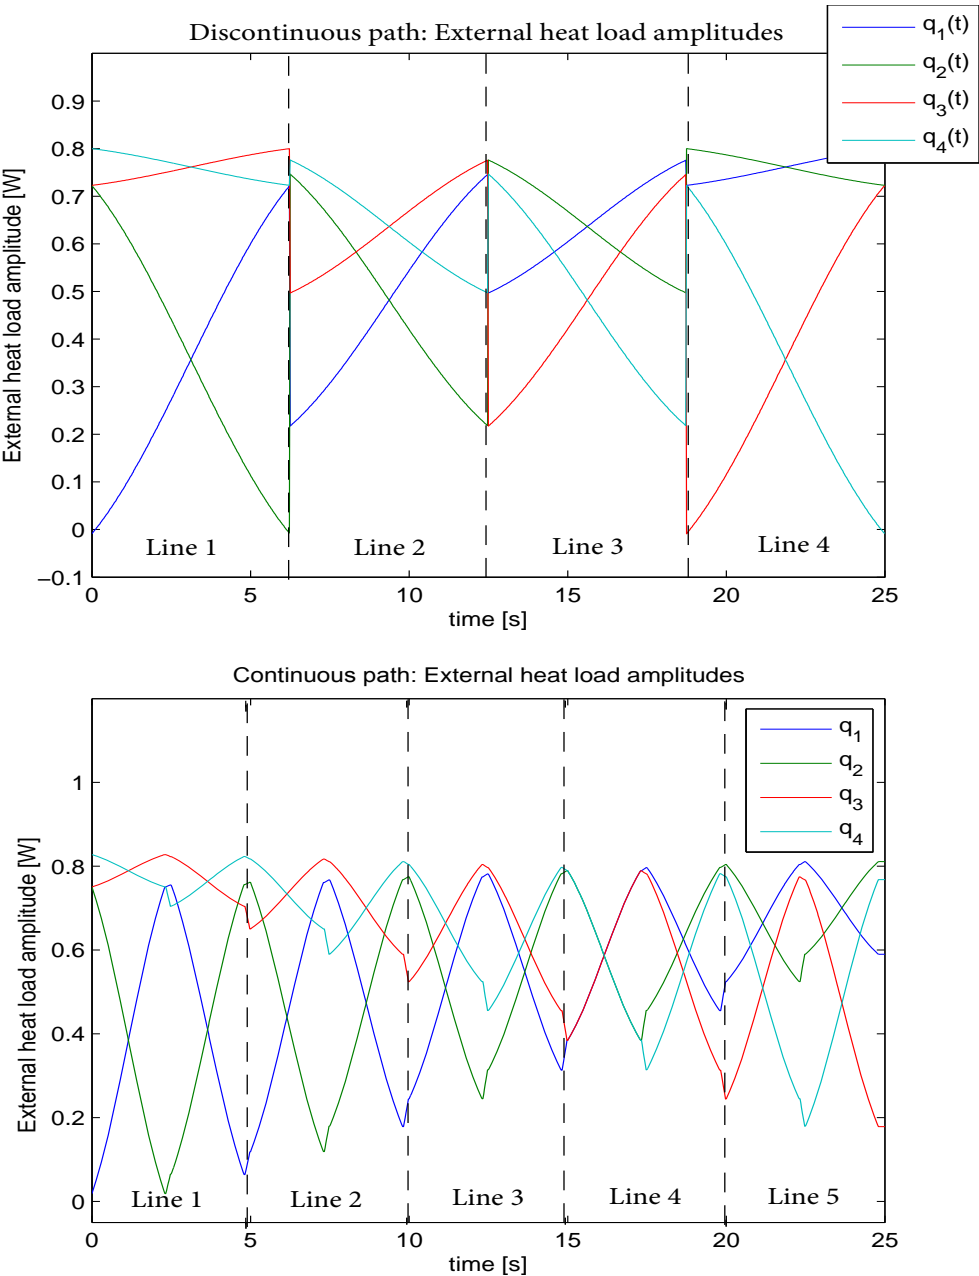 Discontinuous path: External heat load amplitudes
q1(t)
q2(t)
q3(t)
q4(t)
External heat load amplitude [W]
0.9
0.8
0.7
0.6
0.5
0.4
0.3
0.2
0.1
0
−0.1
Line 1
Line 2
Line 3
Line 4
0
5
10
15
20
25
time [s]
Continuous path: External heat load amplitudes
q1
q2
q3
q4
External heat load amplitude [W]
1
0.8
0.6
0.4
0.2
0
Line 1
Line 2
Line 3
Line 4
Line 5
0
5
10
15
20
25
time [s]